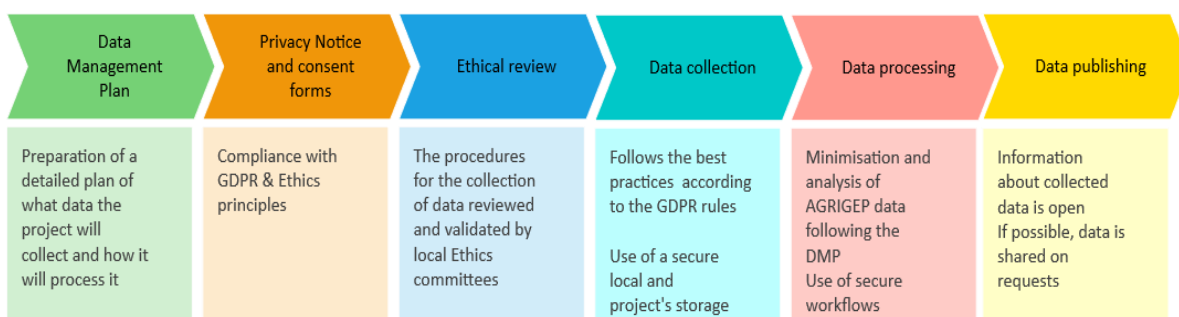 Data
Management
Plan
Privacy Notice
and consent
forms
Ethical review
Data collection
Data processing
Data publishing
Preparation of a
detailed plan of
what data the
project will
collect and how it
will process it
Compliance with
GDPR & Ethics
principles
The procedures
for the collection
of data reviewed
and validated by
local Ethics
committees
Follows the best
practices according
to the GDPR rules
Use of a secure
local and
project's storage
Minimisation and
analysis of
AGRIGEP data
following the
DMP
Use of secure
workflows
Information
about collected
data is open
If possible, data is
shared on
requests